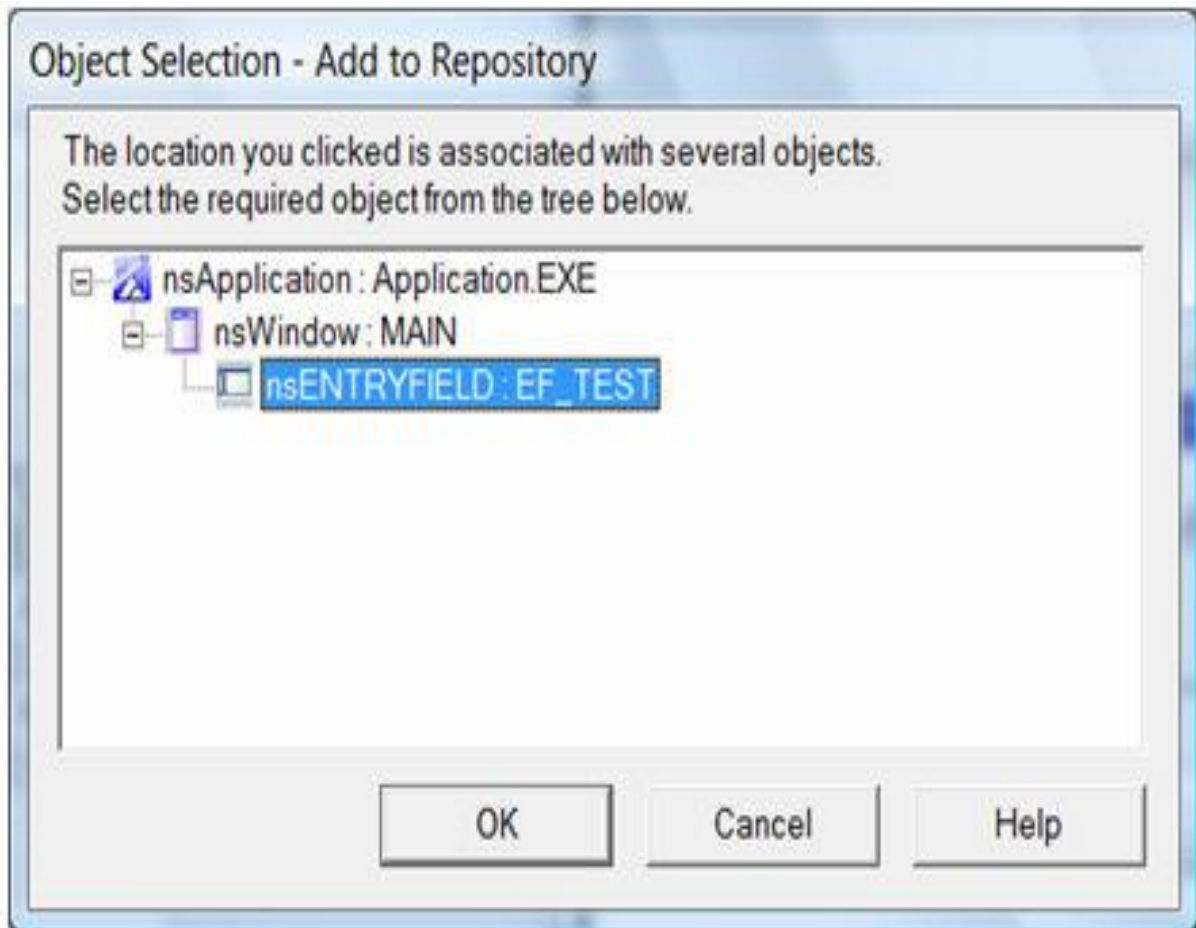 Object Selection - Add to Repository
The location you clicked is associated with several objects.
Select the required object from the tree below.
nsApplication : Application.EXE
nsWindow : MAIN
nsENTRYFIELD : EF_TEST
OK Cancel Help